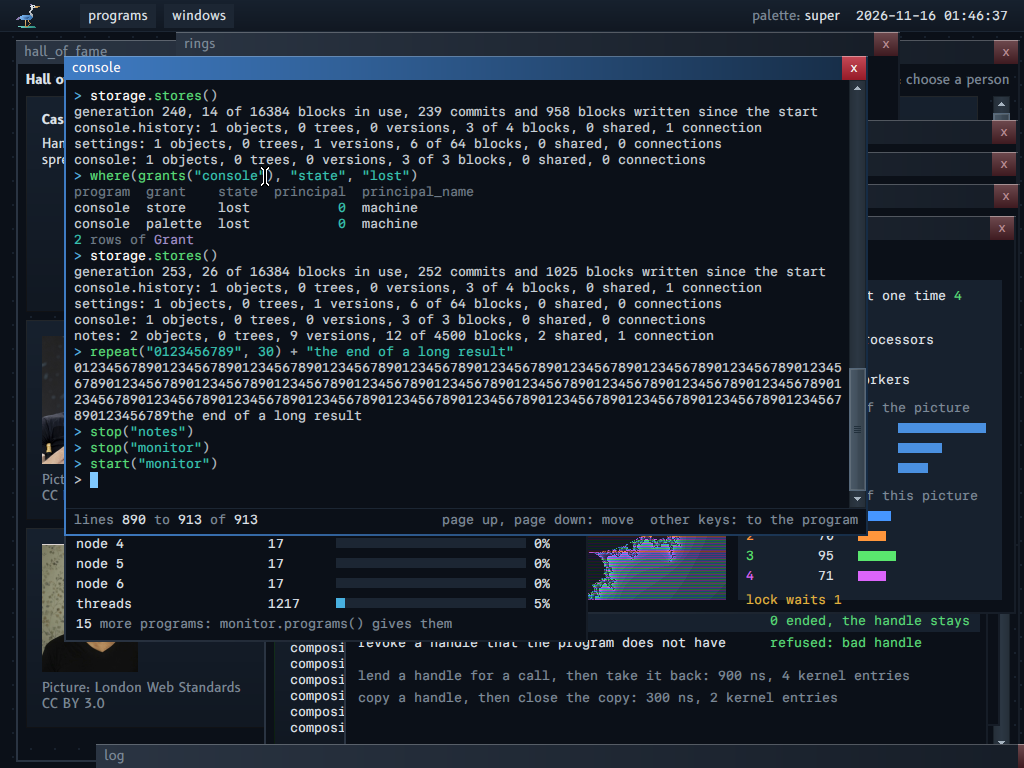 programs windows palette: super 2026-11-16 01:46:37
rings x
hall_of_fame x
console x
Hall o
choose a person
Cas
Han
spre
x
x
x
x
> storage.stores()
generation 240, 14 of 16384 blocks in use, 239 commits and 958 blocks written since the start
console.history: 1 objects, 0 trees, 0 versions, 3 of 4 blocks, 0 shared, 1 connection
settings: 1 objects, 0 trees, 1 versions, 6 of 64 blocks, 0 shared, 0 connections
console: 1 objects, 0 trees, 0 versions, 3 of 3 blocks, 0 shared, 0 connections
> where(grants("console"), "state", "lost")
program grant state principal principal_name
console store lost 0 machine
console palette lost 0 machine
2 rows of Grant
> storage.stores()
generation 253, 26 of 16384 blocks in use, 252 commits and 1025 blocks written since the start
console.history: 1 objects, 0 trees, 0 versions, 3 of 4 blocks, 0 shared, 1 connection
settings: 1 objects, 0 trees, 1 versions, 6 of 64 blocks, 0 shared, 0 connections
console: 1 objects, 0 trees, 0 versions, 3 of 3 blocks, 0 shared, 0 connections
notes: 2 objects, 0 trees, 9 versions, 12 of 4500 blocks, 2 shared, 1 connection
> repeat("0123456789", 30) + "the end of a long result"
012345678901234567890123456789012345678901234567890123456789012345678901234567890123456789012345
678901234567890123456789012345678901234567890123456789012345678901234567890123456789012345678901
234567890123456789012345678901234567890123456789012345678901234567890123456789012345678901234567
890123456789the end of a long result
> stop("notes")
> stop("monitor")
> start("monitor")
>
lines 890 to 913 of 913 page up, page down: move other keys: to the program
t one time 4
rocessors
rkers
f the picture
f this picture
Pict
CC
node 4 17 0%
node 5 17 0%
node 6 17 0%
threads 1217 5%
15 more programs: monitor.programs() gives them
2 70
3 95
4 71
lock waits 1
0 ended, the handle stays
revoke a handle that the program does not have refused: bad handle
lend a handle for a call, then take it back: 900 ns, 4 kernel entries
copy a handle, then close the copy: 300 ns, 2 kernel entries
composi
composi
composi
composi
composi
composi
Picture: London Web Standards
CC BY 3.0
log